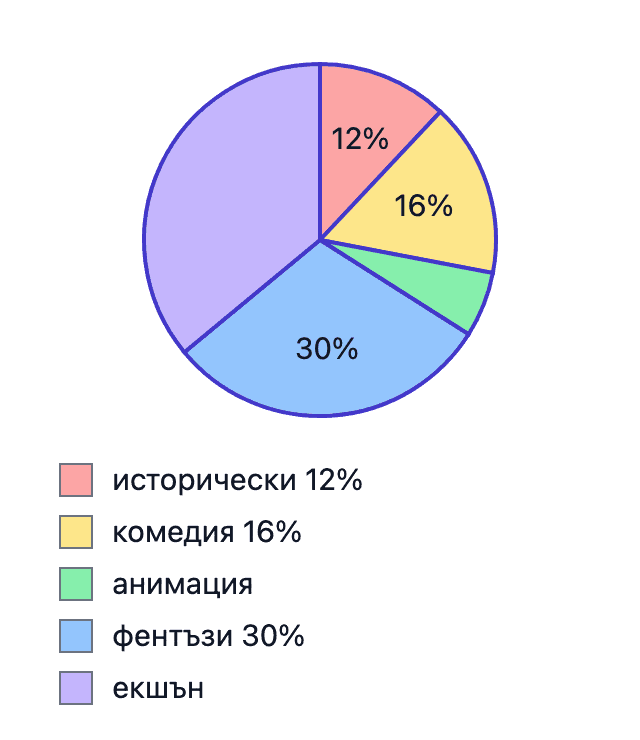 12%
16%
30%
исторически 12%
комедия 16%
анимация
фентъзи 30%
екшън